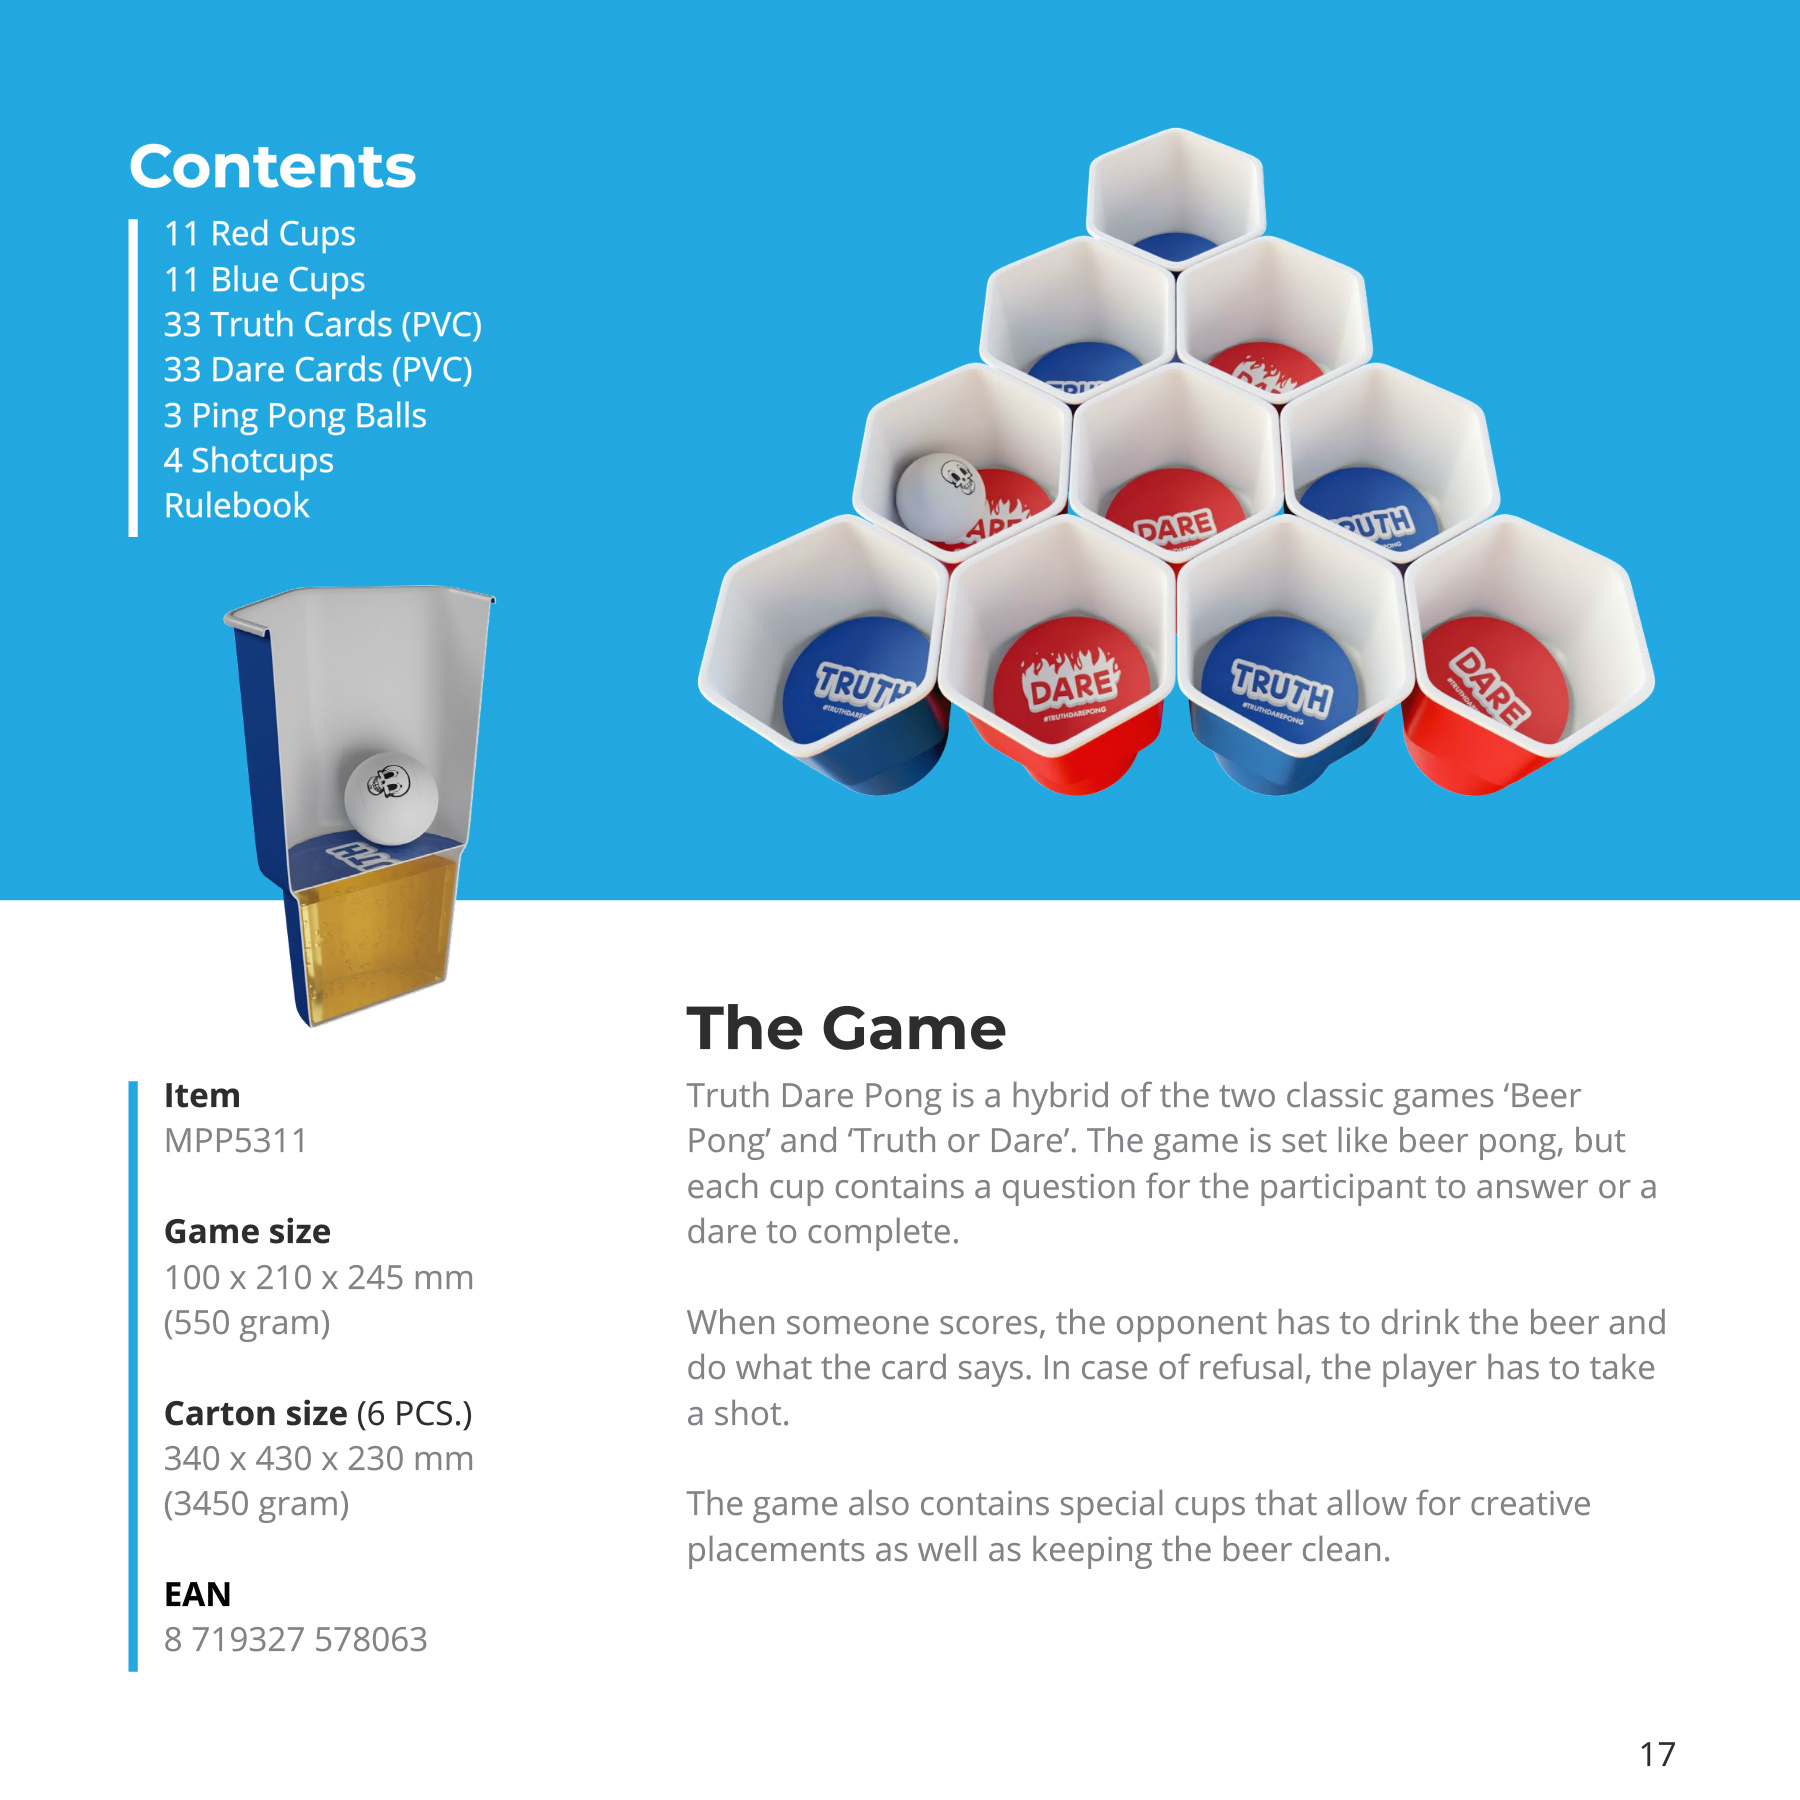 Contents
11 Red Cups
11 Blue Cups
33 Truth Cards (PVC)
33 Dare Cards (PVC)
3 Ping Pong Balls
4 Shotcups
Rulebook
DARE
TRUTH
#TRUTHDAREPONG
DARE
#TRUTHDAREPONG
TRUTH
#TRUTHDAREPONG
DARE
Item
MPP5311
Game size
100 x 210 x 245 mm
(550 gram)
Carton size (6 PCS.)
340 x 430 x 230 mm
(3450 gram)
EAN
8 719327 578063
The Game
Truth Dare Pong is a hybrid of the two classic games ‘Beer
Pong’ and ‘Truth or Dare’. The game is set like beer pong, but
each cup contains a question for the participant to answer or a
dare to complete.
When someone scores, the opponent has to drink the beer and
do what the card says. In case of refusal, the player has to take
a shot.
The game also contains special cups that allow for creative
placements as well as keeping the beer clean.
17